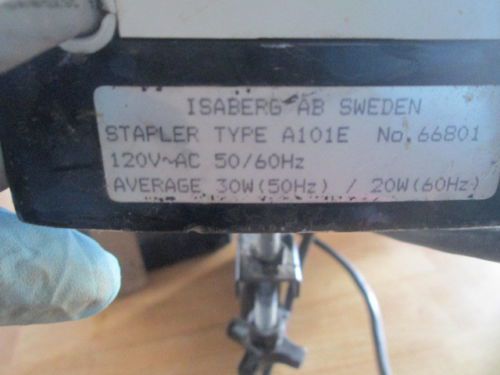 ISABERG AB SWEDEN
STAPLER TYPE A101E No.66801
120V~AC 50/60Hz
AVERAGE 30W(50Hz) / 20W(60Hz)